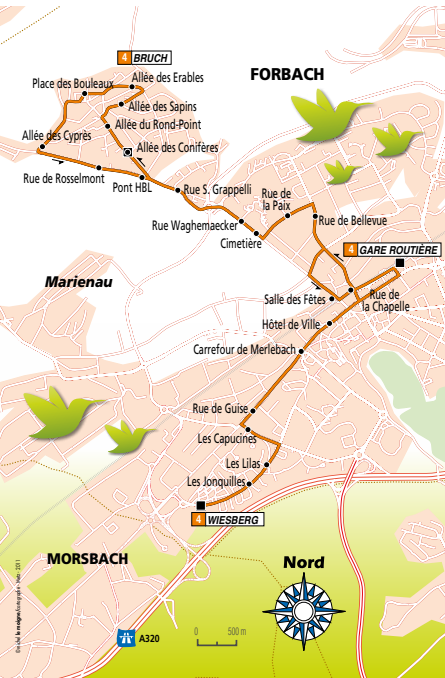 4 BRUCH
FORBACH
Allée des Erables
Place des Bouleaux
Allée des Sapins
Allée du Rond-Point
Allée des Cyprès
Allée des Conifères
Rue de Rosselmont
Pont HBL
Rue S. Grappelli
Rue de
la Paix
Rue Waghemaecker
Rue de Bellevue
Cimetière
4 GARE ROUTIÈRE
Marienau
Salle des Fêtes
Rue de
la Chapelle
Hôtel de Ville
Carrefour de Merlebach
Rue de Guise
Les Capucines
Les Lilas
Les Jonquilles
4 WIESBERG
MORSBACH
Nord
A320
0 500 m